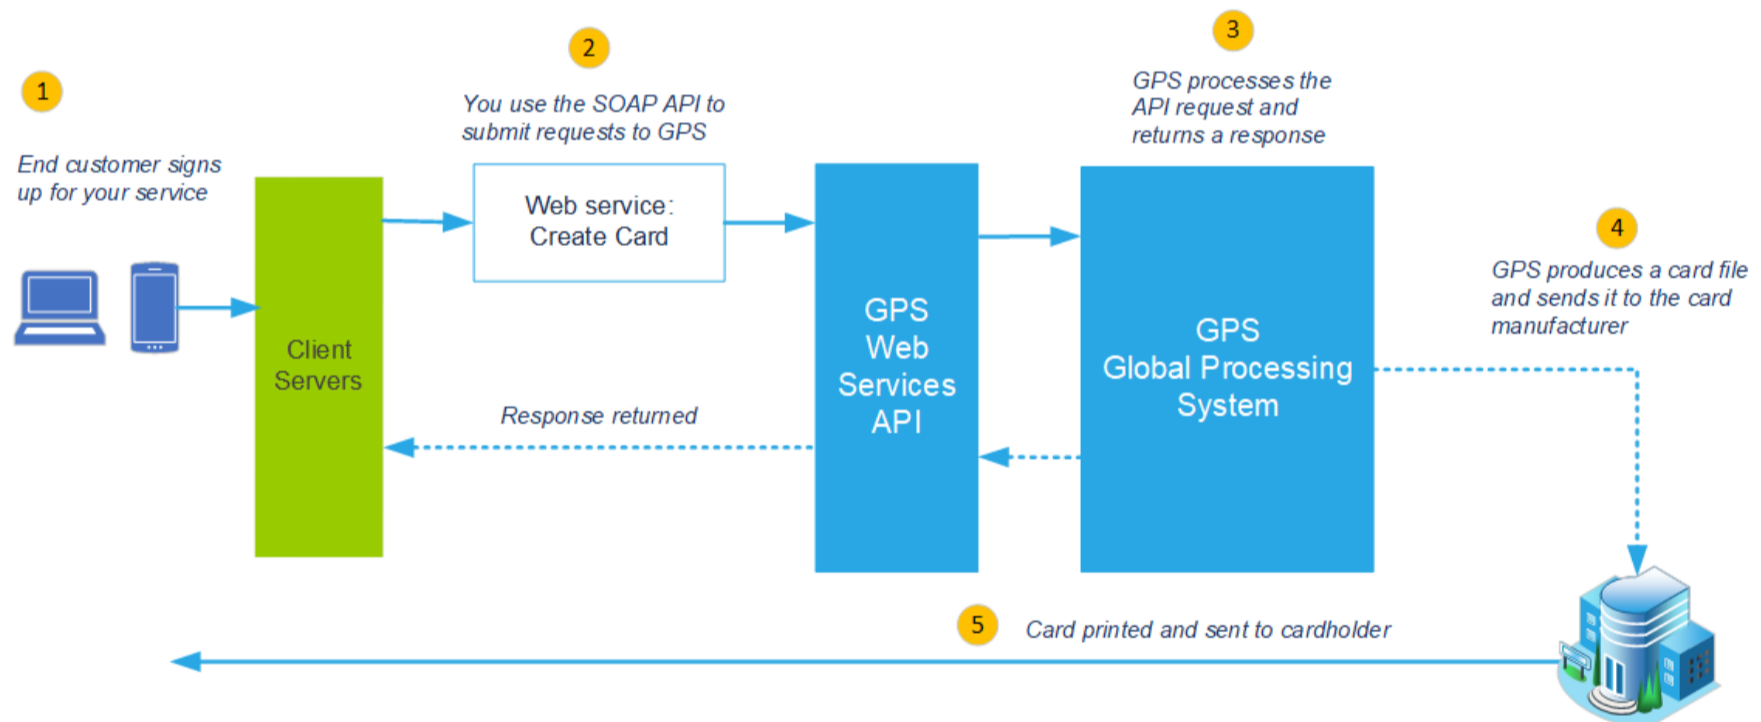 1
End customer signs
up for your service
2
You use the SOAP API to
submit requests to GPS
Web service:
Create Card
3
GPS processes the
API request and
returns a response
4
GPS produces a card file
and sends it to the card
manufacturer
Client
Servers
GPS
Web
Services
API
GPS
Global Processing
System
Response returned
5
Card printed and sent to cardholder